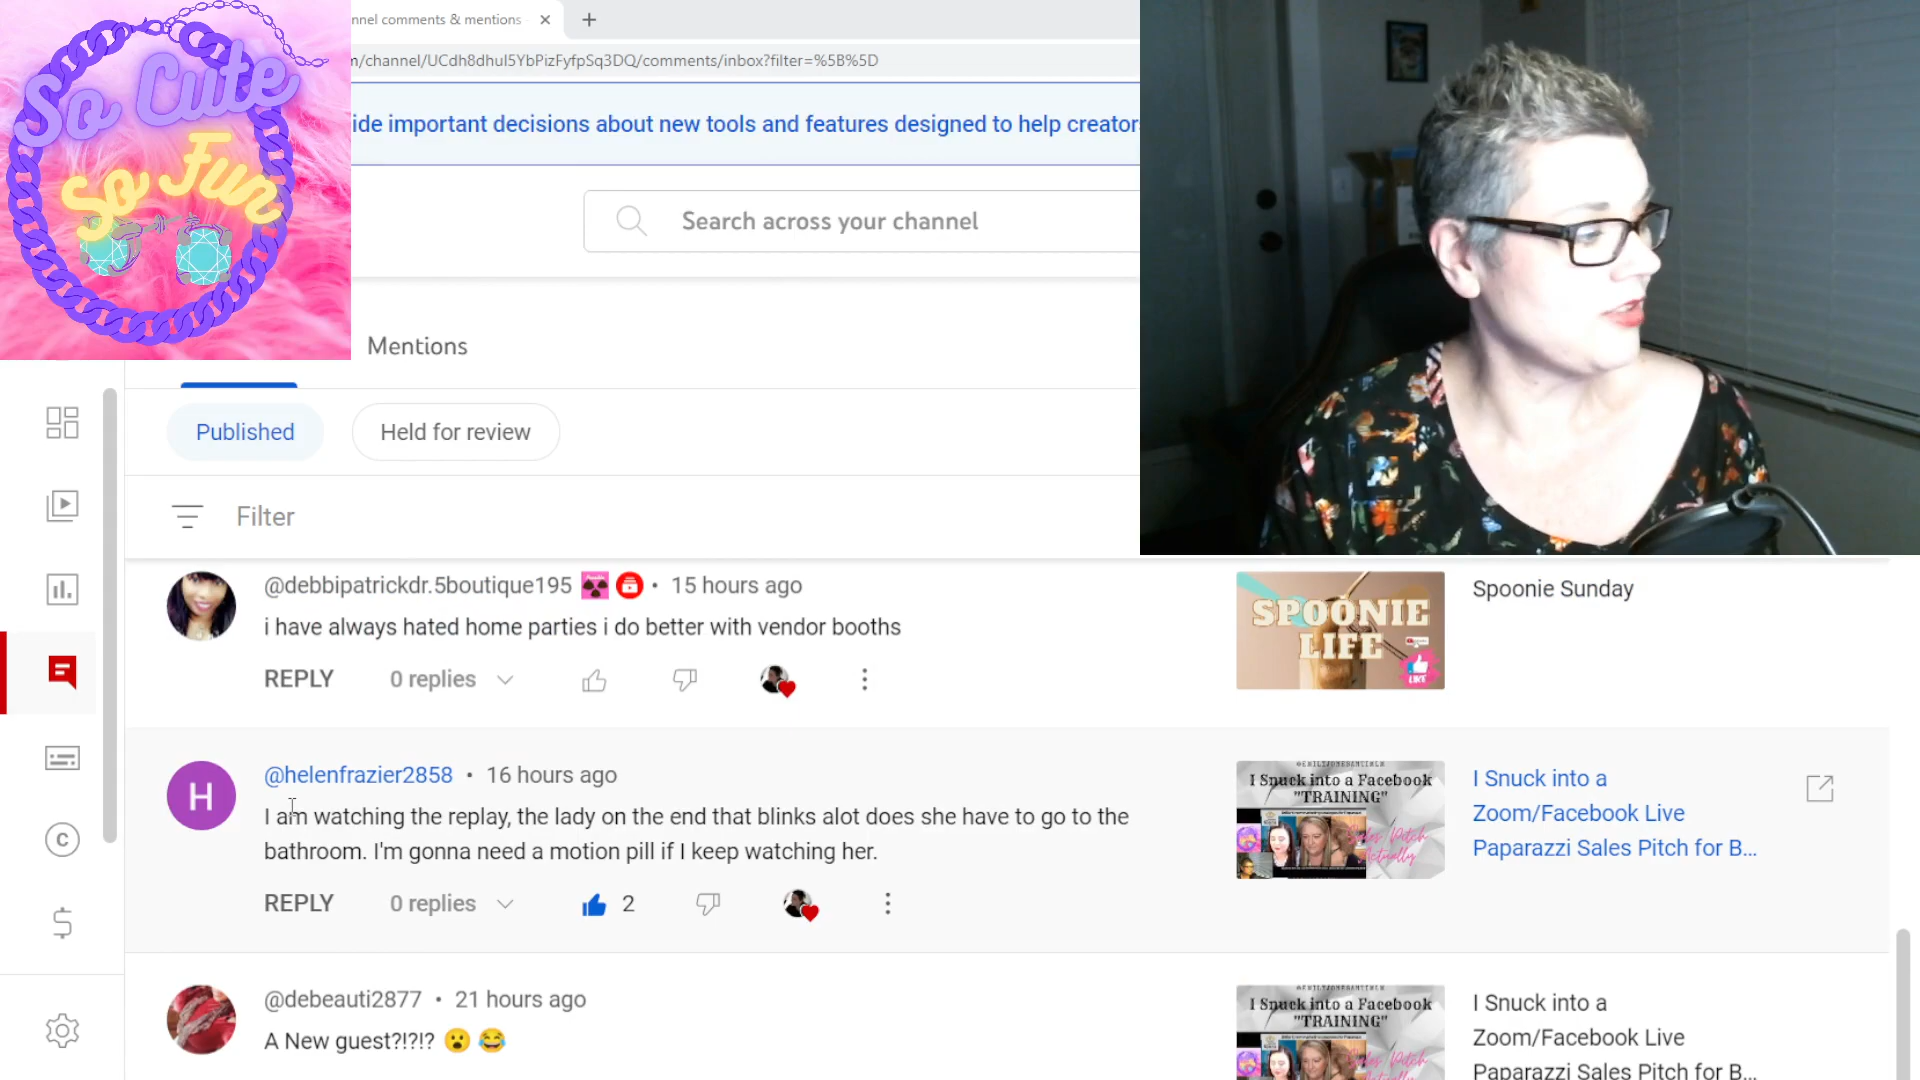 So Cute
So Fun
nnel comments & mentions
/channel/UCdh8dhul5YbPizFyfpSq3DQ/comments/inbox?filter=%5B%5D
ide important decisions about new tools and features designed to help creator
Search across your channel
Mentions
Published
Held for review
Filter
@debbipatrickdr.5boutique195 • 15 hours ago
i have always hated home parties i do better with vendor booths
REPLY
0 replies
SPOONIE
LIFE
LIKE
Spoonie Sunday
H
@helenfrazier2858 • 16 hours ago
I am watching the replay, the lady on the end that blinks alot does she have to go to the
bathroom. I'm gonna need a motion pill if I keep watching her.
REPLY
0 replies
2
I Snuck into a Facebook
"TRAINING"
Sales Pitch
Actually
I Snuck into a
Zoom/Facebook Live
Paparazzi Sales Pitch for B...
@debeauti2877 • 21 hours ago
A New guest?!?!? 😮 😂
I Snuck into a Facebook
"TRAINING"
Sales Pitch
I Snuck into a
Zoom/Facebook Live
Paparazzi Sales Pitch for B...